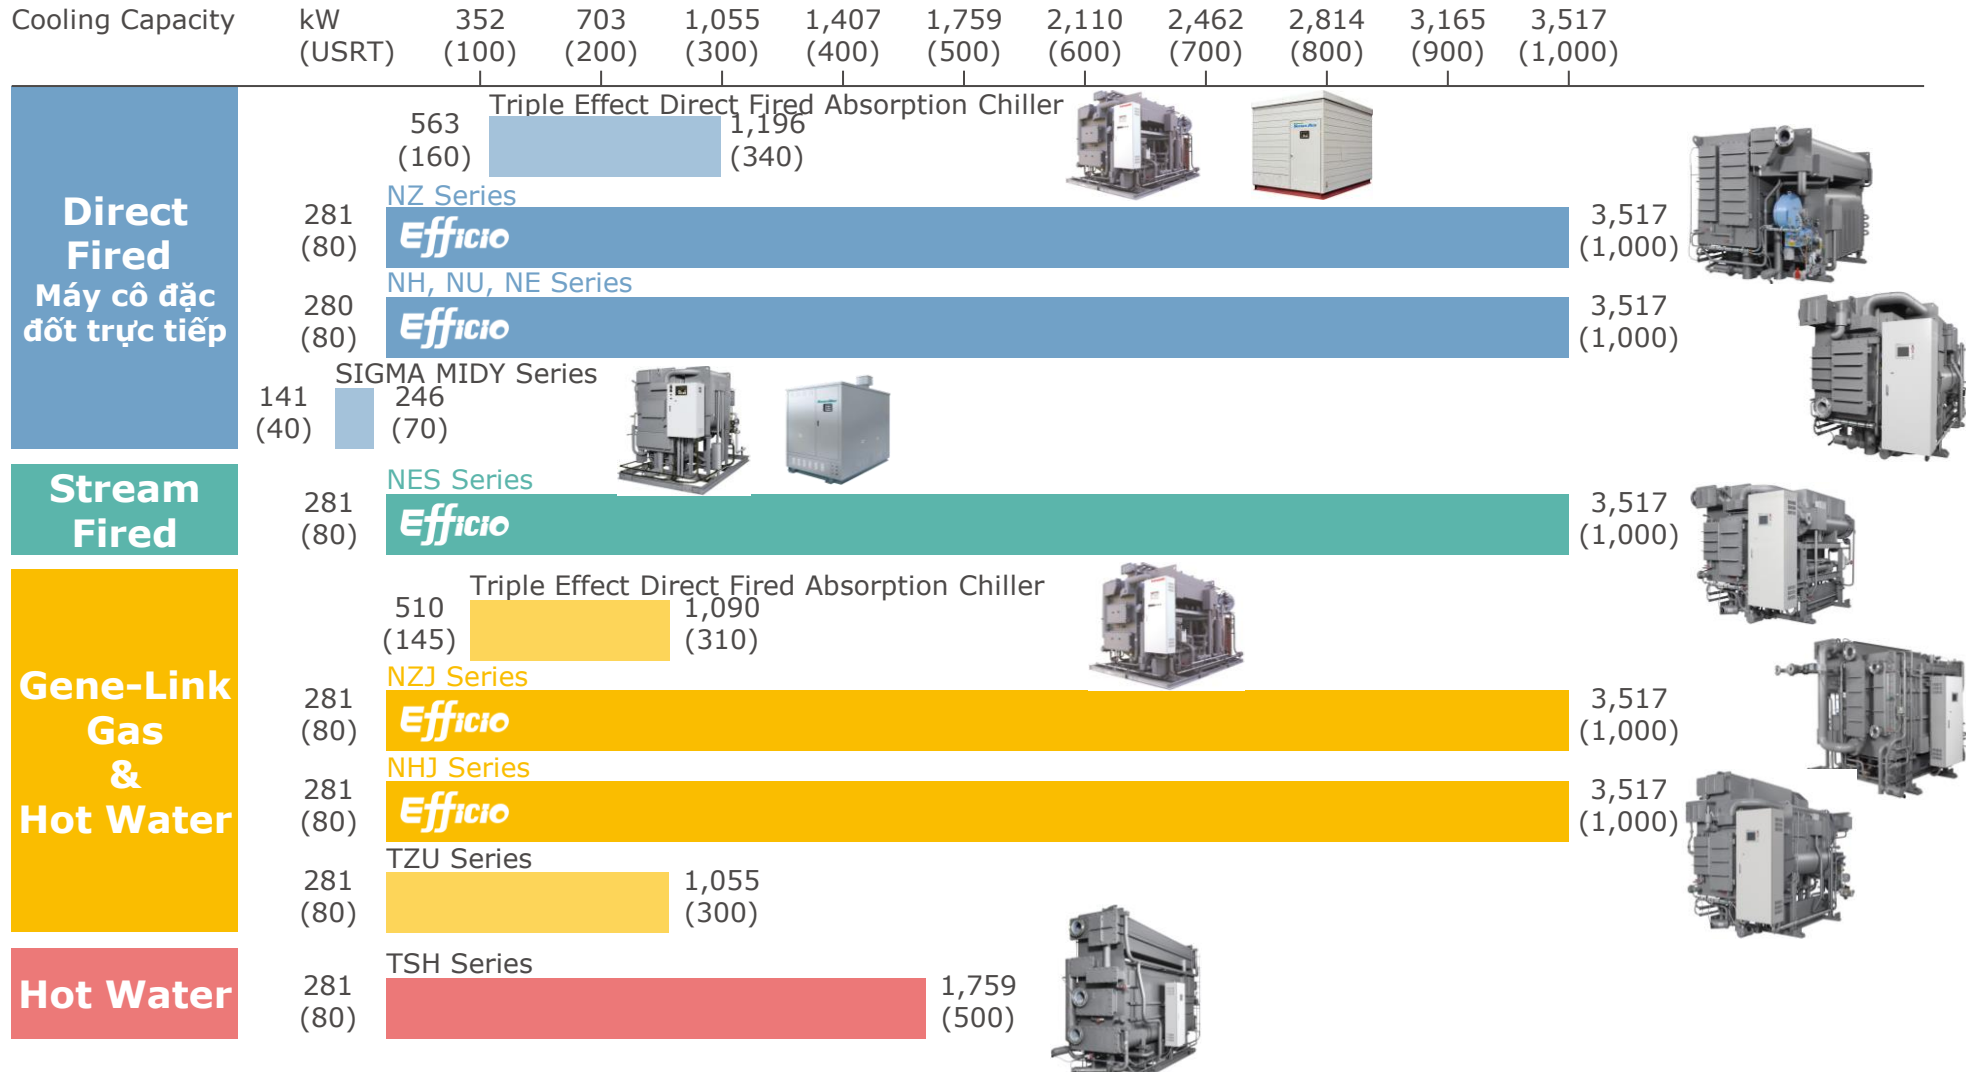 Cooling Capacity
kW
(USRT)
352
(100)
703
(200)
1,055
(300)
1,407
(400)
1,759
(500)
2,110
(600)
2,462
(700)
2,814
(800)
3,165
(900)
3,517
(1,000)
Direct
Fired
Máy cô đặc
đốt trực tiếp
Triple Effect Direct Fired Absorption Chiller
563
(160)
1,196
(340)
NZ Series
281
(80)
Efficio
3,517
(1,000)
NH, NU, NE Series
280
(80)
Efficio
3,517
(1,000)
SIGMA MIDY Series
141
(40)
246
(70)
Stream
Fired
NES Series
281
(80)
Efficio
3,517
(1,000)
Gene-Link
Gas
&
Hot Water
Triple Effect Direct Fired Absorption Chiller
510
(145)
1,090
(310)
NZJ Series
281
(80)
Efficio
3,517
(1,000)
NHJ Series
281
(80)
Efficio
3,517
(1,000)
TZU Series
281
(80)
1,055
(300)
Hot Water
TSH Series
281
(80)
1,759
(500)